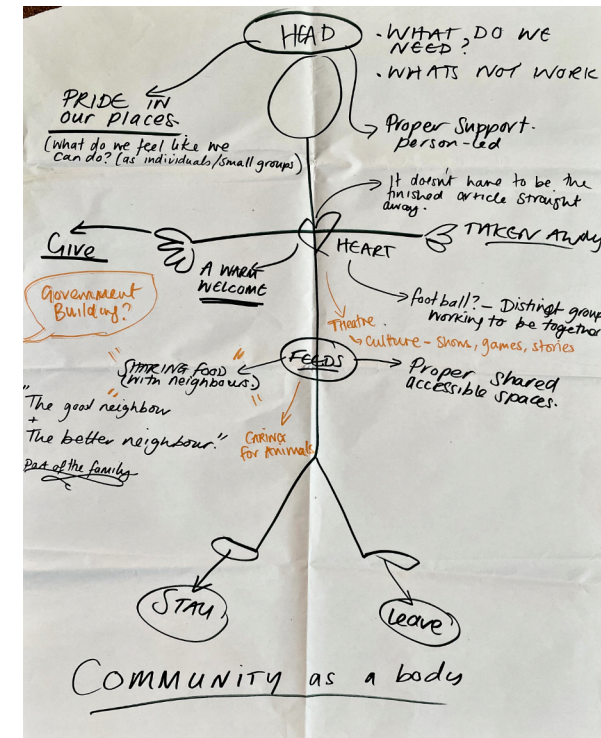 HEAD
• WHAT DO WE
NEED?
• WHATS NOT WORK
PRIDE IN
our places.
(what do we feel like we
can do? (as individuals/small groups)
Proper Support.
person-led
It doesn't have to be the
finished article straight
away.
Give
TAKEN AWAY
HEART
A WARM
WELCOME
Government
Building?
football? – Distinct group
working to be together
Theatre.
Culture – Shows, games, stories
FEEDS
"SHARING FOOD"
(with neighbours.)
Proper shared
accessible spaces.
"The good neighbour
+
The better neighbour."
Part of the family
CARING
for Animals
STAY
Leave
COMMUNITY as a body